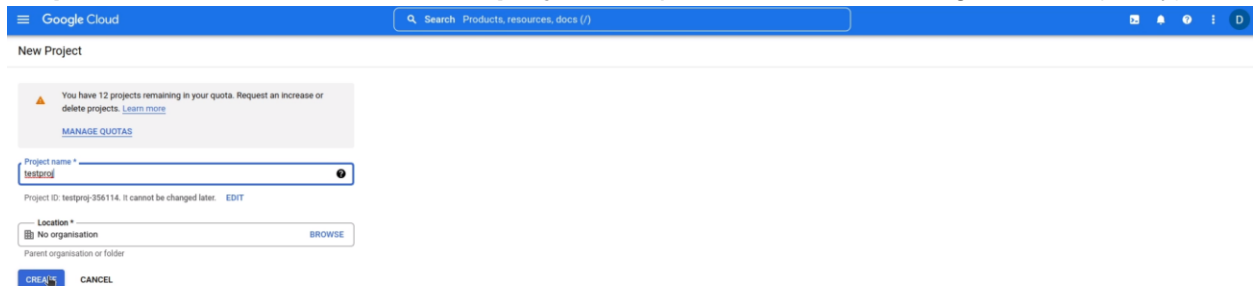 Google Cloud
Search Products, resources, docs (/)
D
New Project
You have 12 projects remaining in your quota. Request an increase or
delete projects. Learn more
MANAGE QUOTAS
Project name *
testproj
Project ID: testproj-356114. It cannot be changed later. EDIT
Location *
No organisation BROWSE
Parent organisation or folder
CREATE CANCEL